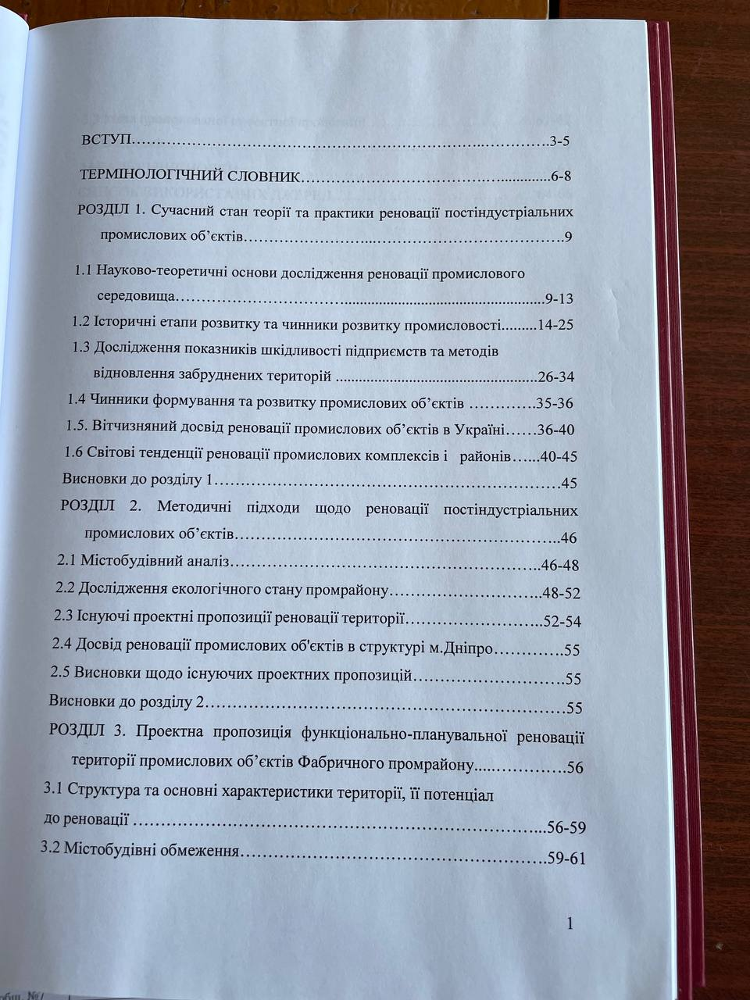 ВСТУП……………………………………………………..……….3-5
ТЕРМІНОЛОГІЧНИЙ СЛОВНИК…………………………..............6-8
РОЗДІЛ 1. Сучасний стан теорії та практики реновації постіндустріальних
промислових об’єктів…………………...………………………….9
1.1 Науково-теоретичні основи дослідження реновації промислового
середовища…………………………..............................................9-13
1.2 Історичні етапи розвитку та чинники розвитку промисловості.........14-25
1.3 Дослідження показників шкідливості підприємств та методів
відновлення забруднених територій ...................................................26-34
1.4 Чинники формування та розвитку промислових об’єктів …………35-36
1.5. Вітчизняний досвід реновації промислових об’єктів в Україні……36-40
1.6 Світові тенденції реновації промислових комплексів і районів…...40-45
Висновки до розділу 1……………………………………………………45
РОЗДІЛ 2. Методичні підходи щодо реновації постіндустріальних
промислових об’єктів…………………………………………………..46
2.1 Містобудівний аналіз………………………………………………..46-48
2.2 Дослідження екологічного стану промрайону……………………..48-52
2.3 Існуючі проектні пропозиції реновації території…………………..52-54
2.4 Досвід реновації промислових об'єктів в структурі м.Дніпро………….55
2.5 Висновки щодо існуючих проектних пропозицій……………………….55
Висновки до розділу 2………………………………………………………..55
РОЗДІЛ 3. Проектна пропозиція функціонально-планувальної реновації
території промислових об’єктів Фабричного промрайону....………….56
3.1 Структура та основні характеристики території, її потенціал
до реновації …………………………………………………………...56-59
3.2 Містобудівні обмеження…………………………………………….59-61
1